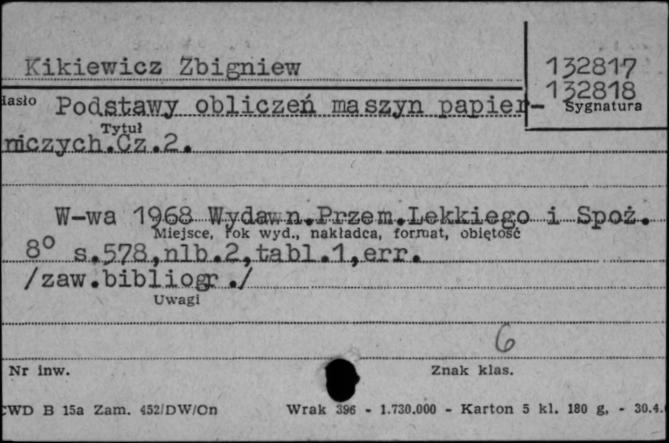 Kikiewicz Zbigniew
132817
132818
Sygnatura
Hasło Podstawy obliczeń maszyn papier-
Tytuł
niczych.Cz.2.
W-wa 1968 Wydawn.Przem.Lekkiego i Spoż.
Miejsce, rok wyd., nakładca, format, objętość
8° s.578,nlb.2,tabl.1,err.
/zaw.bibliogr./
Uwagi
6
Nr inw.
Znak klas.
CWD B 15a Zam. 452/DW/On Wrak 396 - 1.730.000 - Karton 5 kl. 180 g. - 30.4.